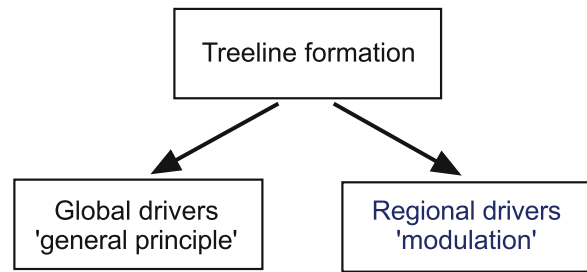 Treeline formation
Global drivers
'general principle'
Regional drivers
'modulation'